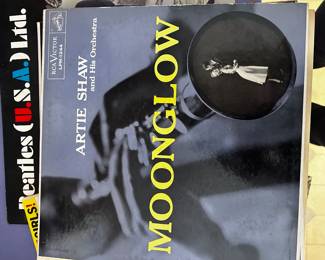 Beatles (U.S.A.) Ltd.
GIRLS!
RCA VICTOR
LPM-1244
ARTIE SHAW
and His Orchestra
MOONGLOW